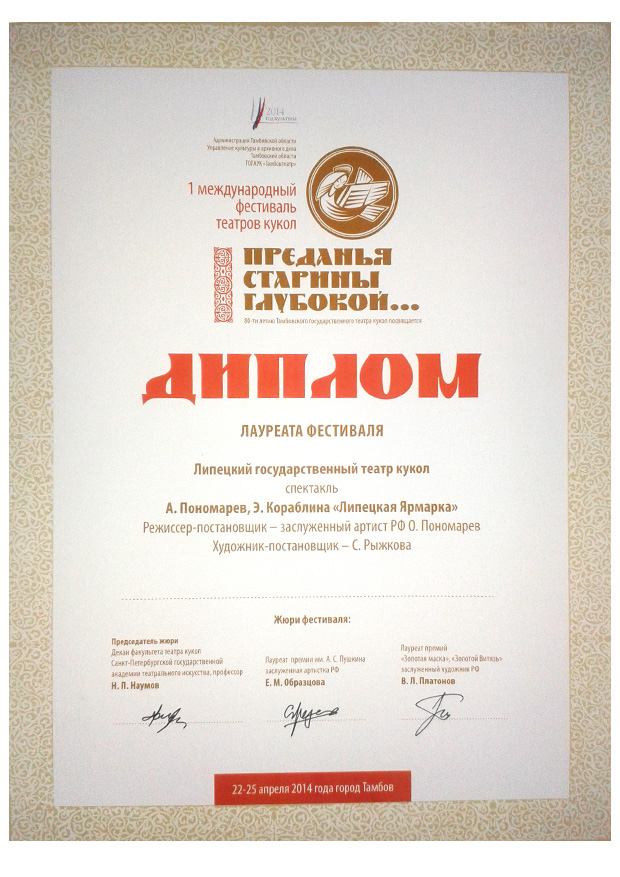 2014
Год культуры
Администрация Тамбовской области
Управление культуры и архивного дела
Тамбовской области
ТОГАУК «Тамбовтеатр»
1 международный
фестиваль
театров кукол
ПРЕДАНЬЯ
СТАРИНЫ
ГЛУБОКОЙ...
80-ти летию Тамбовского государственного театра кукол посвящается
ДИПЛОМ
ЛАУРЕАТА ФЕСТИВАЛЯ
Липецкий государственный театр кукол
спектакль
А. Пономарев, Э. Кораблина «Липецкая Ярмарка»
Режиссер-постановщик – заслуженный артист РФ О. Пономарев
Художник-постановщик – С. Рыжкова
Жюри фестиваля:
Председатель жюри
Декан факультета театра кукол
Санкт-Петербургской государственной
академии театрального искусства, профессор
Н. П. Наумов
Лауреат премии им. А. С. Пушкина
заслуженная артистка РФ
Е. М. Образцова
Лауреат премий
«Золотая маска», «Золотой Витязь»
заслуженный художник РФ
В. Л. Платонов
22-25 апреля 2014 года город Тамбов